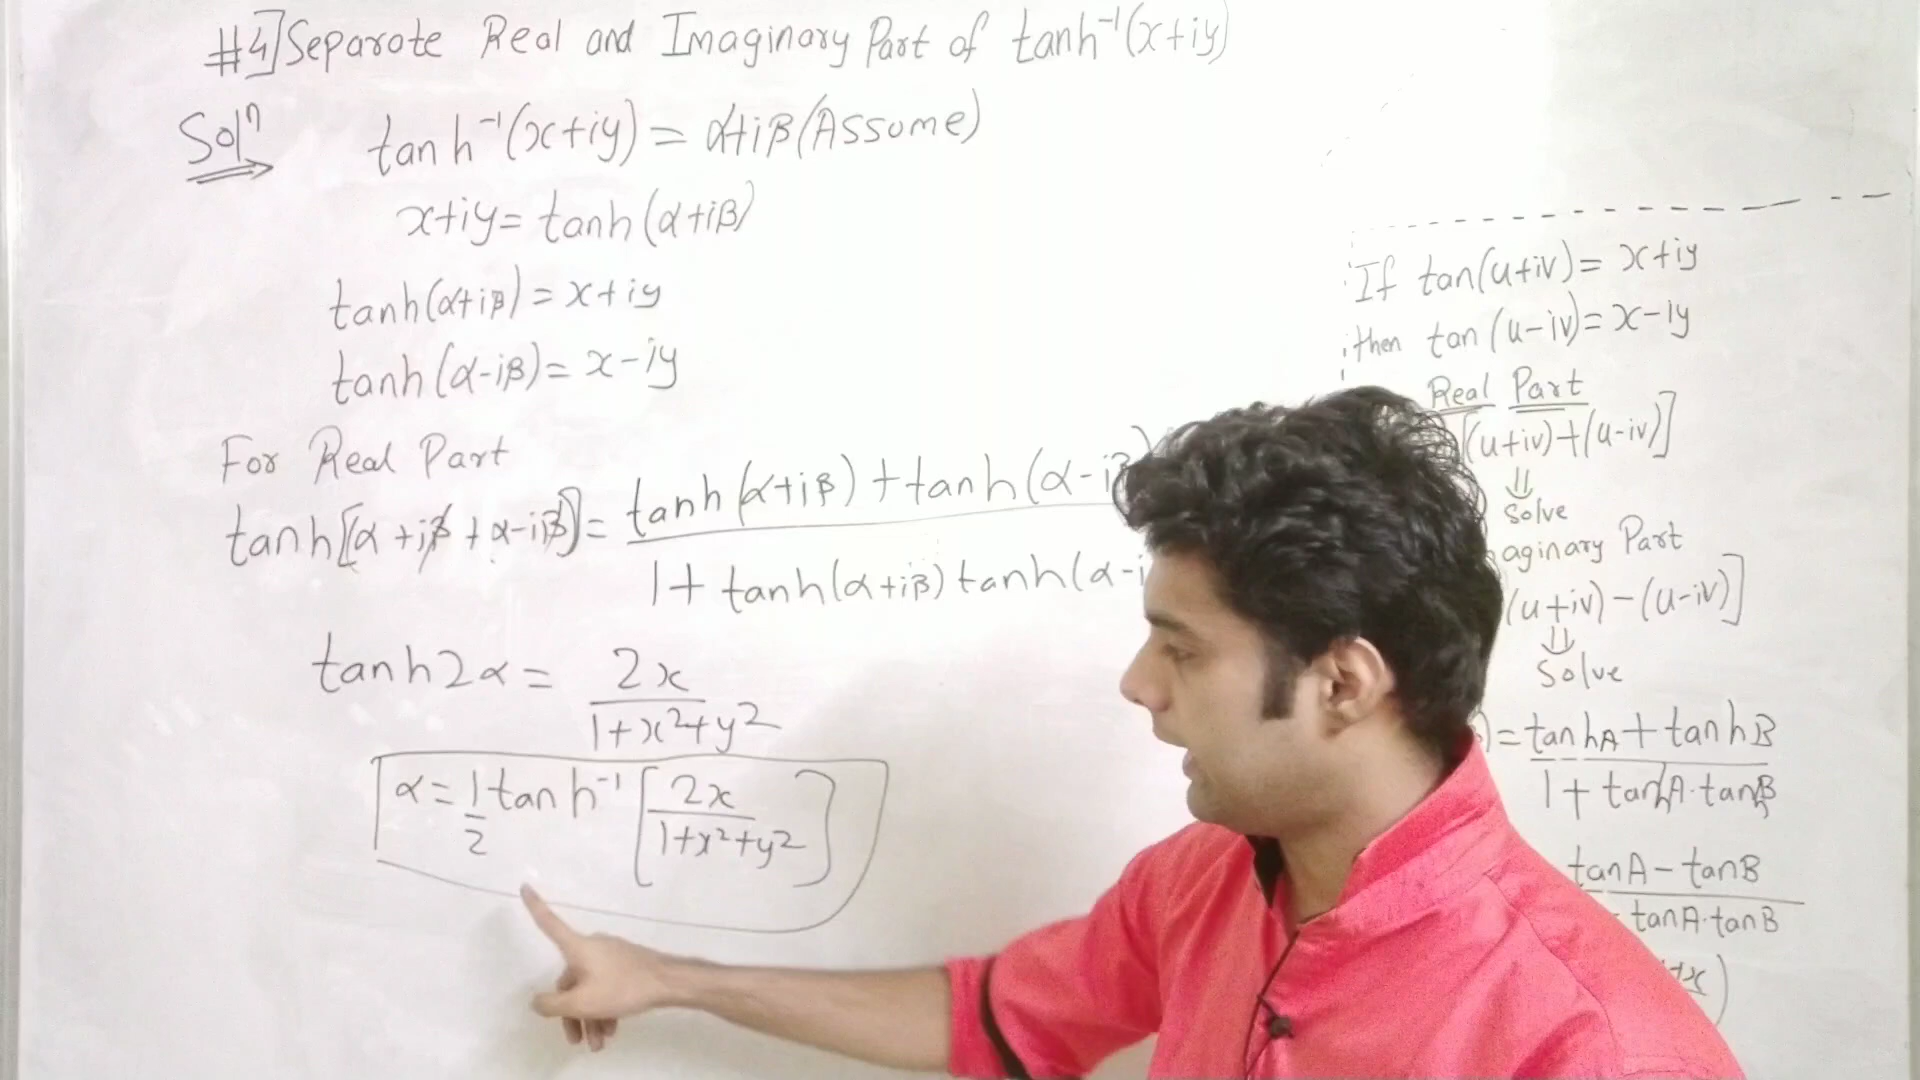 #4] Separate Real and Imaginary Part of tanh⁻¹(x+iy)
Solⁿ tanh⁻¹(x+iy) = α+iβ (Assume)
x+iy = tanh(α+iβ)
tanh(α+iβ) = x+iy
tanh(α-iβ) = x-iy
For Real Part
tanh[α+iβ+α-iβ] = tanh(α+iβ)+tanh(α-iβ)
1+tanh(α+iβ)tanh(α-i
tanh2α = 2x
1+x²+y²
α = 1/2 tanh⁻¹[2x
1+x²+y²]
If tan(u+iv) = x+iy
then tan(u-iv) = x-iy
Real Part
[(u+iv)+(u-iv)]
⇓
Solve
aginary Part
(u+iv)-(u-iv)]
⇓
Solve
) = tanhA+tanhB
1+tanhA·tanhB
tanA-tanB
tanA·tanB
+x)